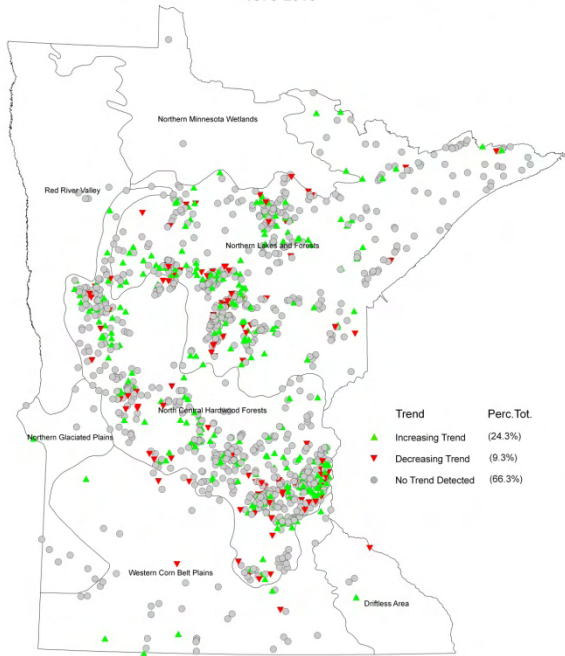 Northern Minnesota Wetlands
Red River Valley
Northern Lakes and Forests
North Central Hardwood Forests
Northern Glaciated Plains
Trend Perc.Tot.
Increasing Trend (24.3%)
Decreasing Trend (9.3%)
No Trend Detected (66.3%)
Western Corn Belt Plains
Driftless Area